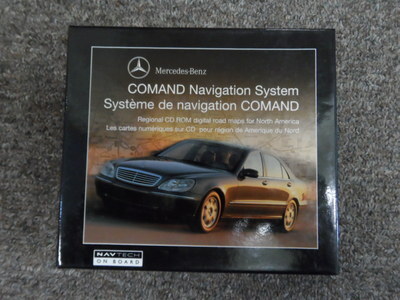 Mercedes-Benz
COMAND Navigation System
Système de navigation COMAND
Regional CD ROM digital road maps for North America
Les cartes numériques sur CD pour région de Amerique du Nord
NAVTECH
ON BOARD